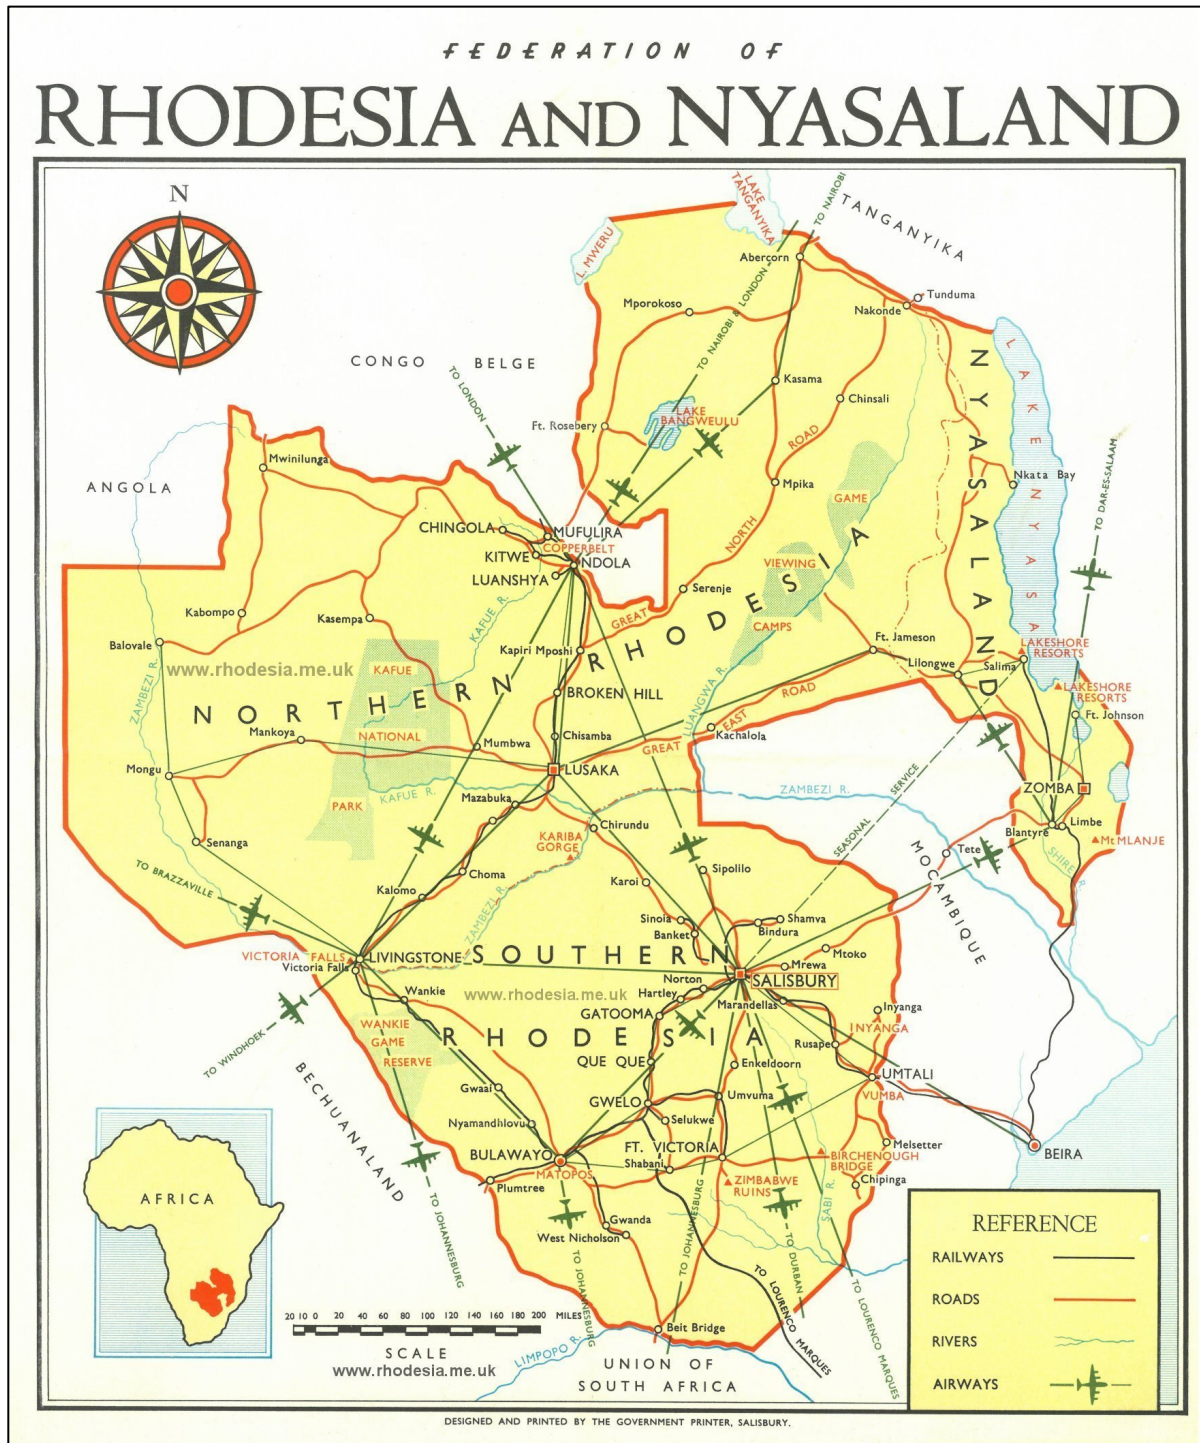 FEDERATION OF
RHODESIA AND NYASALAND
N
LAKE
TANGANYIKA
TO NAIROBI
TANGANYIKA
L. MWERU
Abercorn
Tunduma
Mporokoso
Nakonde
TO NAIROBI & LONDON
CONGO BELGE
TO LONDON
Kasama
Chinsali
LAKE
BANGWEULU
Ft. Rosebery
ROAD
NYASALAND
LAKE NYASA
Mwinilunga
ANGOLA
Mpika
GAME
Nkata Bay
TO DAR-ES-SALAAM
CHINGOLA
MUFULIRA
COPPERBELT
KITWE
NDOLA
LUANSHYA
NORTH
VIEWING
Serenje
KAFUE R.
Kabompo
Kasempa
GREAT
CAMPS
Balovale
www.rhodesia.me.uk
KAFUE
Kapiri Mposhi
Ft. Jameson
LAKESHORE
RESORTS
Lilongwe
Salima
ZAMBEZI R.
NORTHERN RHODESIA
BROKEN HILL
LUANGWA R.
ROAD
LAKESHORE
RESORTS
Ft. Johnson
Mankoya
NATIONAL
Mumbwa
Chisamba
GREAT
EAST
Kachalola
Mongu
LUSAKA
SERVICE
KAFUE R.
ZAMBEZI R.
ZOMBA
PARK
Mazabuka
Senanga
KARIBA
GORGE
Chirundu
SEASONAL
Blantyre
Limbe
Mt MLANJE
Tete
SHIRE R.
MOCAMBIQUE
TO BRAZZAVILLE
Choma
Kalomo
Karoi
Sipolilo
ZAMBEZI R.
Sinoia
Banket
Shamva
Bindura
VICTORIA FALLS
Victoria Falls
LIVINGSTONE
SOUTHERN
Mtoko
Mrewa
Wankie
www.rhodesia.me.uk
Norton
Hartley
SALISBURY
Marandellas
GATOOMA
Inyanga
INYANGA
WANKIE
GAME
RESERVE
RHODESIA
Rusape
TO WINDHOEK
BECHUANALAND
QUE QUE
Enkeldoorn
UMTALI
VUMBA
Gwaai
GWELO
Umvuma
Nyamandhlovu
Selukwe
FT. VICTORIA
Melsetter
BEIRA
BULAWAYO
MATOPOS
Shabani
BIRCHENOUGH
BRIDGE
Plumtree
ZIMBABWE
RUINS
Chipinga
SABI R.
AFRICA
TO JOHANNESBURG
Gwanda
West Nicholson
TO JOHANNESBURG
TO JOHANNESBURG
TO DURBAN
TO LOURENCO MARQUES
TO LOURENCO MARQUES
REFERENCE
RAILWAYS
ROADS
RIVERS
AIRWAYS
20 10 0 20 40 60 80 100 120 140 160 180 200 MILES
SCALE
www.rhodesia.me.uk
Beit Bridge
LIMPOPO R.
UNION OF
SOUTH AFRICA
DESIGNED AND PRINTED BY THE GOVERNMENT PRINTER, SALISBURY.